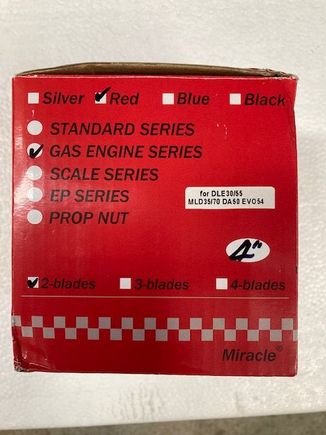 Silver Red Blue Black
STANDARD SERIES
GAS ENGINE SERIES
SCALE SERIES
EP SERIES
PROP NUT
for DLE30/55
MLD35/70 DA50 EVO54
4"
2-blades 3-blades 4-blades
Miracle®